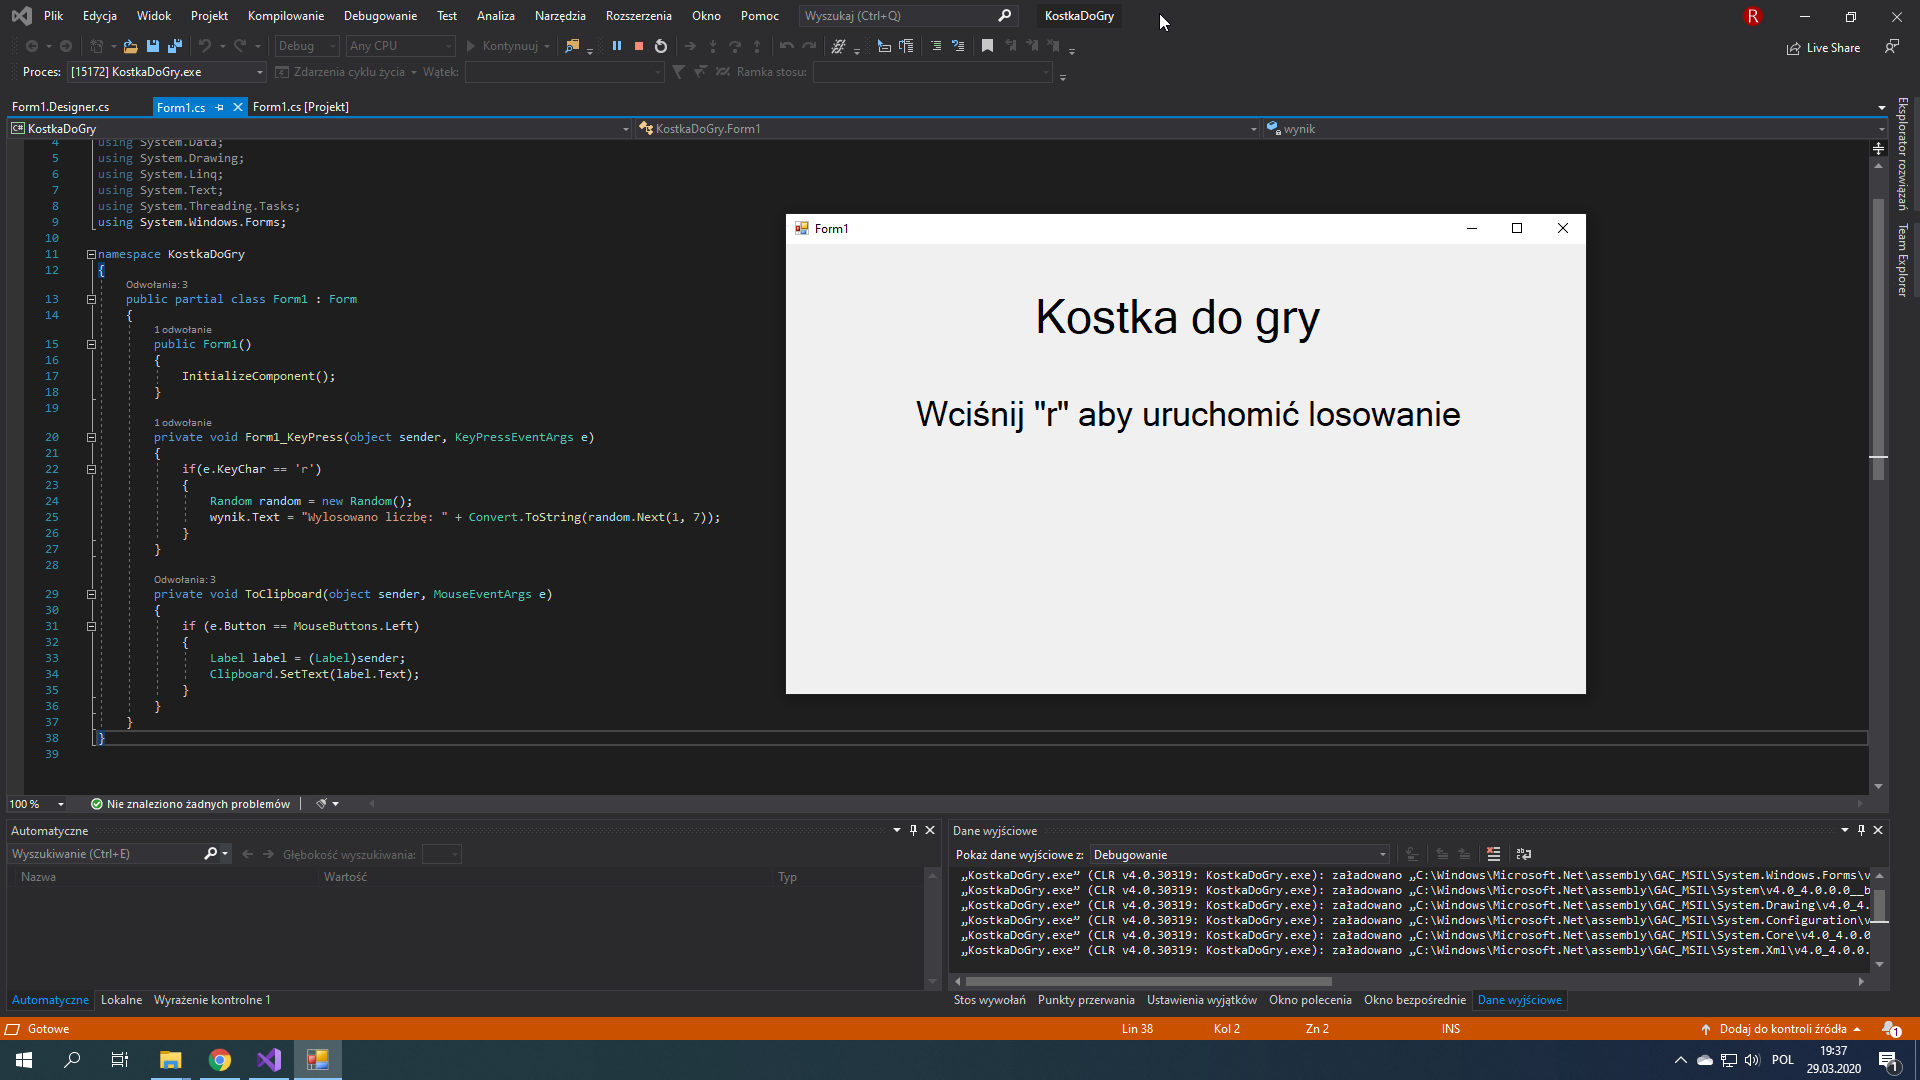 Plik Edycja Widok Projekt Kompilowanie Debugowanie Test Analiza Narzędzia Rozszerzenia Okno Pomoc Wyszukaj (Ctrl+Q) KostkaDoGry R
Debug Any CPU Kontynuuj Live Share
Proces: [15172] KostkaDoGry.exe Zdarzenia cyklu życia Wątek: Ramka stosu:
Form1.Designer.cs Form1.cs Form1.cs [Projekt]
C# KostkaDoGry KostkaDoGry.Form1 wynik
Eksplorator rozwiązań
Team Explorer
4 using System.Data;
5 using System.Drawing;
6 using System.Linq;
7 using System.Text;
8 using System.Threading.Tasks;
9 using System.Windows.Forms;
10
11 namespace KostkaDoGry
12 {
Odwołania: 3
13 public partial class Form1 : Form
14 {
1 odwołanie
15 public Form1()
16 {
17 InitializeComponent();
18 }
19
1 odwołanie
20 private void Form1_KeyPress(object sender, KeyPressEventArgs e)
21 {
22 if(e.KeyChar == 'r')
23 {
24 Random random = new Random();
25 wynik.Text = "Wylosowano liczbę: " + Convert.ToString(random.Next(1, 7));
26 }
27 }
28
Odwołania: 3
29 private void ToClipboard(object sender, MouseEventArgs e)
30 {
31 if (e.Button == MouseButtons.Left)
32 {
33 Label label = (Label)sender;
34 Clipboard.SetText(label.Text);
35 }
36 }
37 }
38 }
39
Form1
Kostka do gry
Wciśnij "r" aby uruchomić losowanie
100 % Nie znaleziono żadnych problemów
Automatyczne
Wyszukiwanie (Ctrl+E) Głębokość wyszukiwania:
Nazwa Wartość Typ
Automatyczne Lokalne Wyrażenie kontrolne 1
Dane wyjściowe
Pokaż dane wyjściowe z: Debugowanie
„KostkaDoGry.exe” (CLR v4.0.30319: KostkaDoGry.exe): załadowano „C:\Windows\Microsoft.Net\assembly\GAC_MSIL\System.Windows.Forms\v
„KostkaDoGry.exe” (CLR v4.0.30319: KostkaDoGry.exe): załadowano „C:\Windows\Microsoft.Net\assembly\GAC_MSIL\System\v4.0_4.0.0.0__b
„KostkaDoGry.exe” (CLR v4.0.30319: KostkaDoGry.exe): załadowano „C:\Windows\Microsoft.Net\assembly\GAC_MSIL\System.Drawing\v4.0_4.
„KostkaDoGry.exe” (CLR v4.0.30319: KostkaDoGry.exe): załadowano „C:\Windows\Microsoft.Net\assembly\GAC_MSIL\System.Configuration\v
„KostkaDoGry.exe” (CLR v4.0.30319: KostkaDoGry.exe): załadowano „C:\Windows\Microsoft.Net\assembly\GAC_MSIL\System.Core\v4.0_4.0.0
„KostkaDoGry.exe” (CLR v4.0.30319: KostkaDoGry.exe): załadowano „C:\Windows\Microsoft.Net\assembly\GAC_MSIL\System.Xml\v4.0_4.0.0.
Stos wywołań Punkty przerwania Ustawienia wyjątków Okno polecenia Okno bezpośrednie Dane wyjściowe
Gotowe Lin 38 Kol 2 Zn 2 INS Dodaj do kontroli źródła 1
POL 19:37 1
29.03.2020